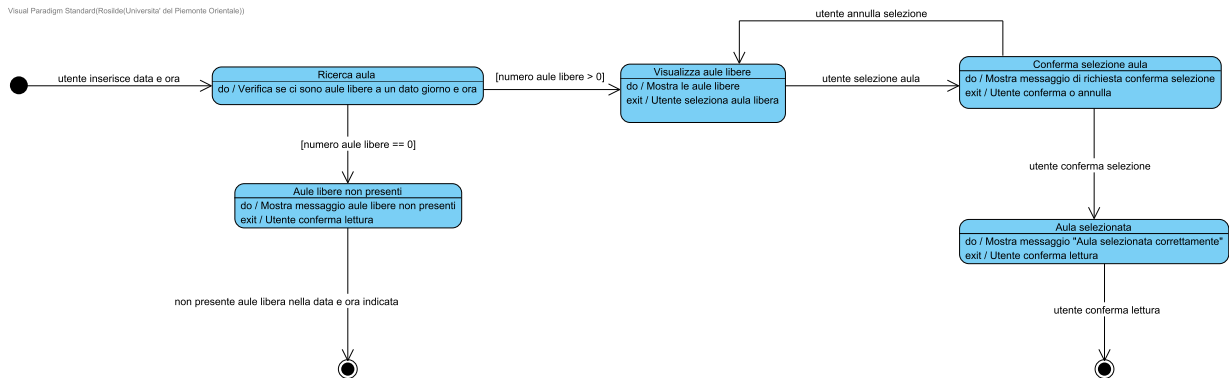 Visual Paradigm Standard(Rosilde(Universita' del Piemonte Orientale))
utente annulla selezione
utente inserisce data e ora
Ricerca aula
do / Verifica se ci sono aule libere a un dato giorno e ora
[numero aule libere > 0]
Visualizza aule libere
do / Mostra le aule libere
exit / Utente seleziona aula libera
utente selezione aula
Conferma selezione aula
do / Mostra messaggio di richiesta conferma selezione
exit / Utente conferma o annulla
[numero aule libere == 0]
utente conferma selezione
Aule libere non presenti
do / Mostra messaggio aule libere non presenti
exit / Utente conferma lettura
Aula selezionata
do / Mostra messaggio "Aula selezionata correttamente"
exit / Utente conferma lettura
non presente aule libera nella data e ora indicata
utente conferma lettura